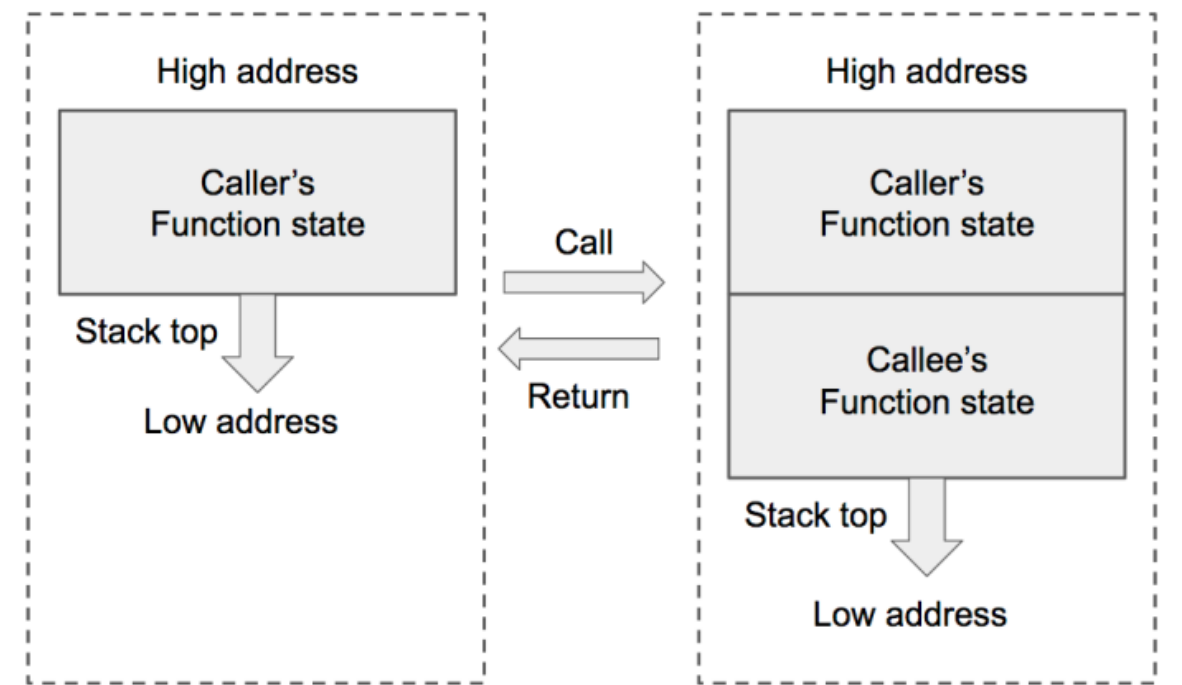 High address
Caller’s
Function state
Stack top
Low address
Call
Return
High address
Caller’s
Function state
Callee’s
Function state
Stack top
Low address